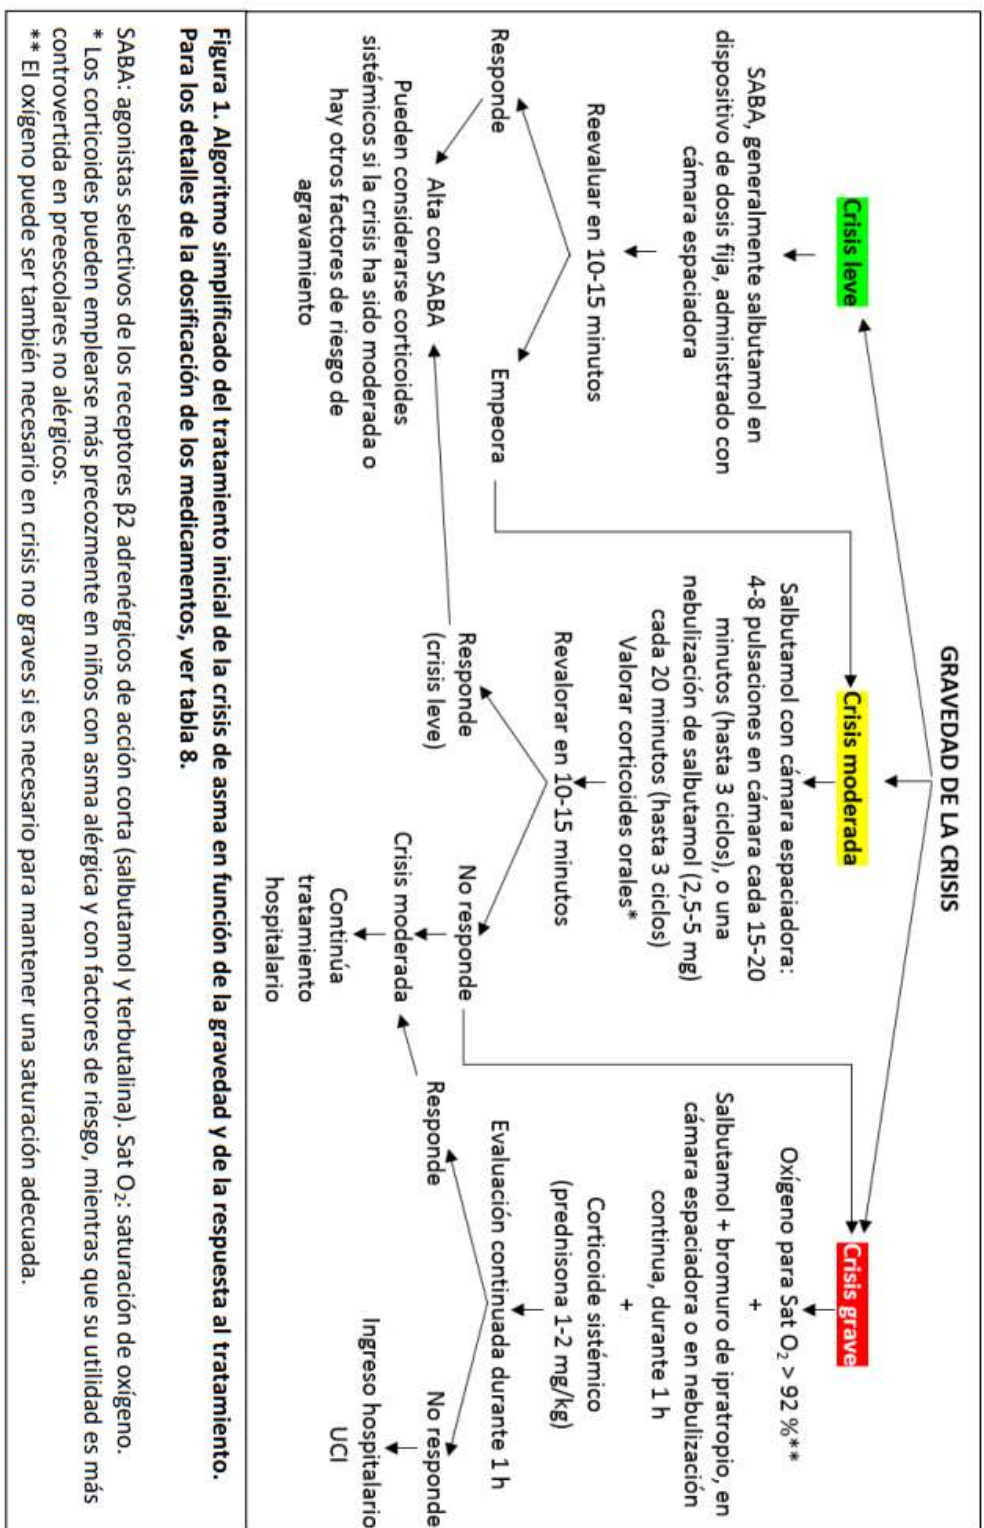 GRAVEDAD DE LA CRISIS
Crisis leve
SABA, generalmente salbutamol en
dispositivo de dosis fija, administrado con
cámara espaciadora
Reevaluar en 10-15 minutos
Responde
Empeora
Alta con SABA
Pueden considerarse corticoides
sistémicos si la crisis ha sido moderada o
hay otros factores de riesgo de
agravamiento
Crisis moderada
Salbutamol con cámara espaciadora:
4-8 pulsaciones en cámara cada 15-20
minutos (hasta 3 ciclos), o una
nebulización de salbutamol (2,5-5 mg)
cada 20 minutos (hasta 3 ciclos)
Valorar corticoides orales*
Revalorar en 10-15 minutos
Responde
(crisis leve)
No responde
Crisis moderada
Continúa
tratamiento
hospitalario
Crisis grave
Oxígeno para Sat O₂ > 92 %**
+
Salbutamol + bromuro de ipratropio, en
cámara espaciadora o en nebulización
continua, durante 1 h
+
Corticoide sistémico
(prednisona 1-2 mg/kg)
Evaluación continuada durante 1 h
Responde
No responde
Ingreso hospitalario
UCI
Figura 1. Algoritmo simplificado del tratamiento inicial de la crisis de asma en función de la gravedad y de la respuesta al tratamiento.
Para los detalles de la dosificación de los medicamentos, ver tabla 8.
SABA: agonistas selectivos de los receptores β2 adrenérgicos de acción corta (salbutamol y terbutalina). Sat O₂: saturación de oxígeno.
* Los corticoides pueden emplearse más precozmente en niños con asma alérgica y con factores de riesgo, mientras que su utilidad es más
controvertida en preescolares no alérgicos.
** El oxígeno puede ser también necesario en crisis no graves si es necesario para mantener una saturación adecuada.